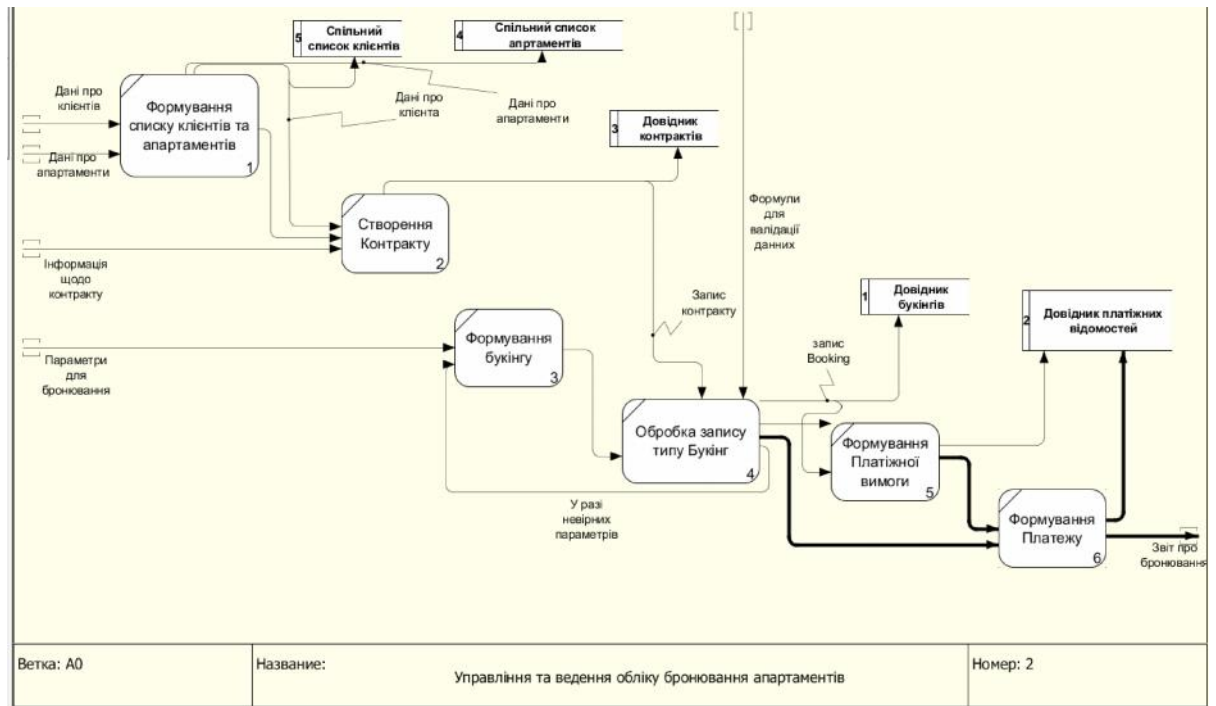 5
Спільний
список клієнтів
4
Спільний список
апртаментів
Дані про
клієнтів
Формування
списку клієнтів та
апартаментів
1
Дані про
апартаменти
Дані про
клієнта
Дані про
апартаменти
3
Довідник
контрактів
Створення
Контракту
2
Інформація
щодо
контракту
Формули
для
валідації
данних
Запис
контракту
1
Довідник
букінгів
2
Довідник платіжних
відомостей
Параметри
для
бронювання
Формування
букінгу
3
запис
Booking
Обробка запису
типу Букінг
4
Формування
Платіжної
вимоги
5
У разі
невірних
параметрів
Формування
Платежу
6
Звіт про
бронювання
Ветка: A0
Название:
Управління та ведення обліку бронювання апартаментів
Номер: 2